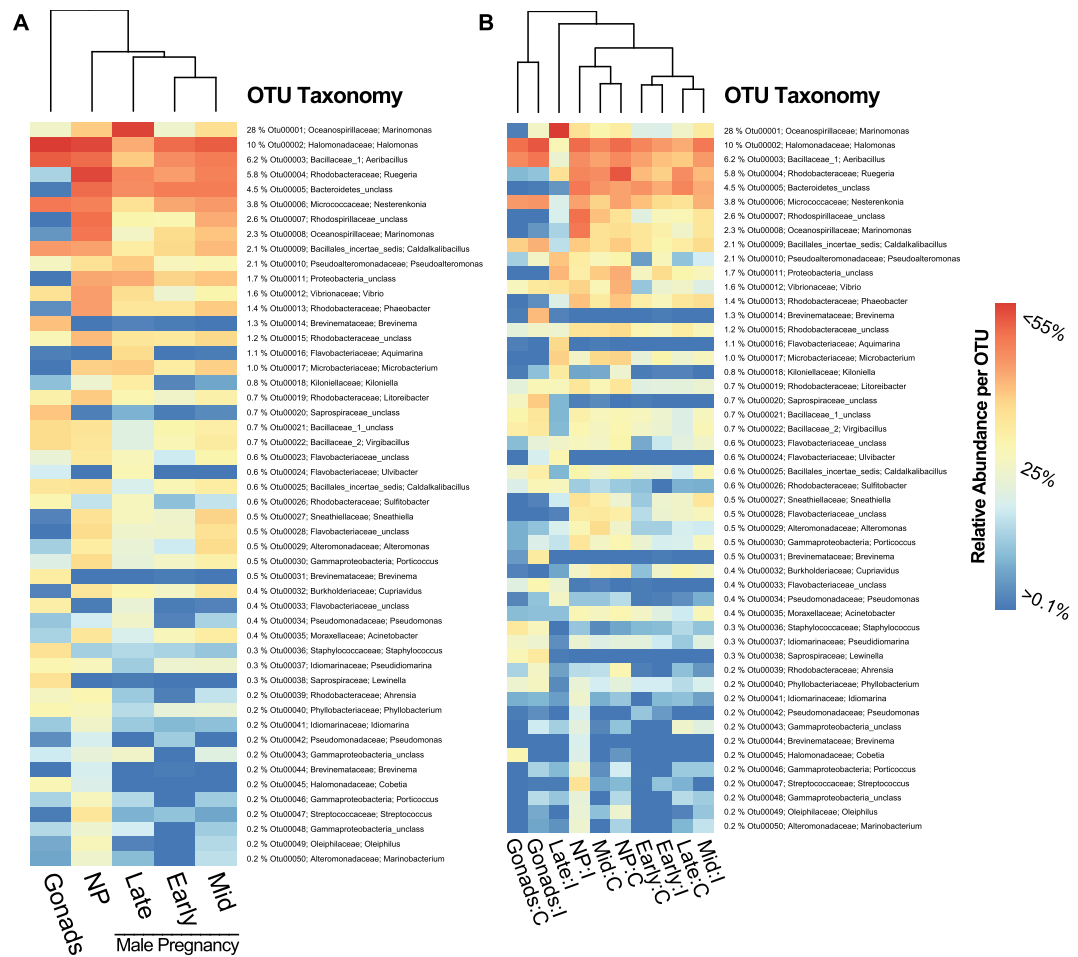 A
OTU Taxonomy
28 % Otu00001; Oceanospirillaceae; Marinomonas
10 % Otu00002; Halomonadaceae; Halomonas
6.2 % Otu00003; Bacillaceae_1; Aeribacillus
5.8 % Otu00004; Rhodobacteraceae; Ruegeria
4.5 % Otu00005; Bacteroidetes_unclass
3.8 % Otu00006; Micrococcaceae; Nesterenkonia
2.6 % Otu00007; Rhodospirillaceae_unclass
2.3 % Otu00008; Oceanospirillaceae; Marinomonas
2.1 % Otu00009; Bacillales_incertae_sedis; Caldalkalibacillus
2.1 % Otu00010; Pseudoalteromonadaceae; Pseudoalteromonas
1.7 % Otu00011; Proteobacteria_unclass
1.6 % Otu00012; Vibrionaceae; Vibrio
1.4 % Otu00013; Rhodobacteraceae; Phaeobacter
1.3 % Otu00014; Brevinemataceae; Brevinema
1.2 % Otu00015; Rhodobacteraceae_unclass
1.1 % Otu00016; Flavobacteriaceae; Aquimarina
1.0 % Otu00017; Microbacteriaceae; Microbacterium
0.8 % Otu00018; Kiloniellaceae; Kiloniella
0.7 % Otu00019; Rhodobacteraceae; Litoreibacter
0.7 % Otu00020; Saprospiraceae_unclass
0.7 % Otu00021; Bacillaceae_1_unclass
0.7 % Otu00022; Bacillaceae_2; Virgibacillus
0.6 % Otu00023; Flavobacteriaceae_unclass
0.6 % Otu00024; Flavobacteriaceae; Ulvibacter
0.6 % Otu00025; Bacillales_incertae_sedis; Caldalkalibacillus
0.6 % Otu00026; Rhodobacteraceae; Sulfitobacter
0.5 % Otu00027; Sneathiellaceae; Sneathiella
0.5 % Otu00028; Flavobacteriaceae_unclass
0.5 % Otu00029; Alteromonadaceae; Alteromonas
0.5 % Otu00030; Gammaproteobacteria; Porticoccus
0.5 % Otu00031; Brevinemataceae; Brevinema
0.4 % Otu00032; Burkholderiaceae; Cupriavidus
0.4 % Otu00033; Flavobacteriaceae_unclass
0.4 % Otu00034; Pseudomonadaceae; Pseudomonas
0.4 % Otu00035; Moraxellaceae; Acinetobacter
0.3 % Otu00036; Staphylococcaceae; Staphylococcus
0.3 % Otu00037; Idiomarinaceae; Pseudidiomarina
0.3 % Otu00038; Saprospiraceae; Lewinella
0.2 % Otu00039; Rhodobacteraceae; Ahrensia
0.2 % Otu00040; Phyllobacteriaceae; Phyllobacterium
0.2 % Otu00041; Idiomarinaceae; Idiomarina
0.2 % Otu00042; Pseudomonadaceae; Pseudomonas
0.2 % Otu00043; Gammaproteobacteria_unclass
0.2 % Otu00044; Brevinemataceae; Brevinema
0.2 % Otu00045; Halomonadaceae; Cobetia
0.2 % Otu00046; Gammaproteobacteria; Porticoccus
0.2 % Otu00047; Streptococcaceae; Streptococcus
0.2 % Otu00048; Gammaproteobacteria_unclass
0.2 % Otu00049; Oleiphilaceae; Oleiphilus
0.2 % Otu00050; Alteromonadaceae; Marinobacterium
Gonads
NP
Late
Early
Mid
Male Pregnancy
B
OTU Taxonomy
28 % Otu00001; Oceanospirillaceae; Marinomonas
10 % Otu00002; Halomonadaceae; Halomonas
6.2 % Otu00003; Bacillaceae_1; Aeribacillus
5.8 % Otu00004; Rhodobacteraceae; Ruegeria
4.5 % Otu00005; Bacteroidetes_unclass
3.8 % Otu00006; Micrococcaceae; Nesterenkonia
2.6 % Otu00007; Rhodospirillaceae_unclass
2.3 % Otu00008; Oceanospirillaceae; Marinomonas
2.1 % Otu00009; Bacillales_incertae_sedis; Caldalkalibacillus
2.1 % Otu00010; Pseudoalteromonadaceae; Pseudoalteromonas
1.7 % Otu00011; Proteobacteria_unclass
1.6 % Otu00012; Vibrionaceae; Vibrio
1.4 % Otu00013; Rhodobacteraceae; Phaeobacter
1.3 % Otu00014; Brevinemataceae; Brevinema
1.2 % Otu00015; Rhodobacteraceae_unclass
1.1 % Otu00016; Flavobacteriaceae; Aquimarina
1.0 % Otu00017; Microbacteriaceae; Microbacterium
0.8 % Otu00018; Kiloniellaceae; Kiloniella
0.7 % Otu00019; Rhodobacteraceae; Litoreibacter
0.7 % Otu00020; Saprospiraceae_unclass
0.7 % Otu00021; Bacillaceae_1_unclass
0.7 % Otu00022; Bacillaceae_2; Virgibacillus
0.6 % Otu00023; Flavobacteriaceae_unclass
0.6 % Otu00024; Flavobacteriaceae; Ulvibacter
0.6 % Otu00025; Bacillales_incertae_sedis; Caldalkalibacillus
0.6 % Otu00026; Rhodobacteraceae; Sulfitobacter
0.5 % Otu00027; Sneathiellaceae; Sneathiella
0.5 % Otu00028; Flavobacteriaceae_unclass
0.5 % Otu00029; Alteromonadaceae; Alteromonas
0.5 % Otu00030; Gammaproteobacteria; Porticoccus
0.5 % Otu00031; Brevinemataceae; Brevinema
0.4 % Otu00032; Burkholderiaceae; Cupriavidus
0.4 % Otu00033; Flavobacteriaceae_unclass
0.4 % Otu00034; Pseudomonadaceae; Pseudomonas
0.4 % Otu00035; Moraxellaceae; Acinetobacter
0.3 % Otu00036; Staphylococcaceae; Staphylococcus
0.3 % Otu00037; Idiomarinaceae; Pseudidiomarina
0.3 % Otu00038; Saprospiraceae; Lewinella
0.2 % Otu00039; Rhodobacteraceae; Ahrensia
0.2 % Otu00040; Phyllobacteriaceae; Phyllobacterium
0.2 % Otu00041; Idiomarinaceae; Idiomarina
0.2 % Otu00042; Pseudomonadaceae; Pseudomonas
0.2 % Otu00043; Gammaproteobacteria_unclass
0.2 % Otu00044; Brevinemataceae; Brevinema
0.2 % Otu00045; Halomonadaceae; Cobetia
0.2 % Otu00046; Gammaproteobacteria; Porticoccus
0.2 % Otu00047; Streptococcaceae; Streptococcus
0.2 % Otu00048; Gammaproteobacteria_unclass
0.2 % Otu00049; Oleiphilaceae; Oleiphilus
0.2 % Otu00050; Alteromonadaceae; Marinobacterium
Gonads:C
Gonads:I
Late:I
NP:I
Mid:C
NP:C
Early:C
Early:I
Late:C
Mid:I
Relative Abundance per OTU
<55%
25%
>0.1%